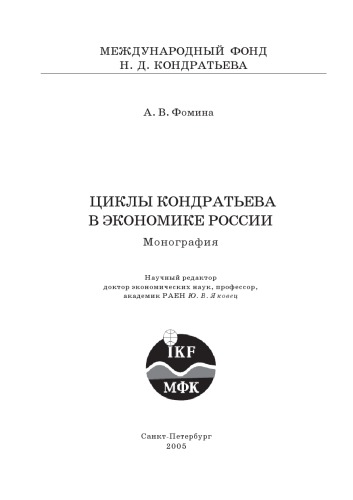 МЕЖДУНАРОДНЫЙ ФОНД
Н. Д. КОНДРАТЬЕВА
А. В. Фомина
ЦИКЛЫ КОНДРАТЬЕВА
В ЭКОНОМИКЕ РОССИИ
Монография
Научный редактор
доктор экономических наук, профессор,
академик РАЕН Ю. В. Яковец
IKF
МФК
Санкт-Петербург
2005